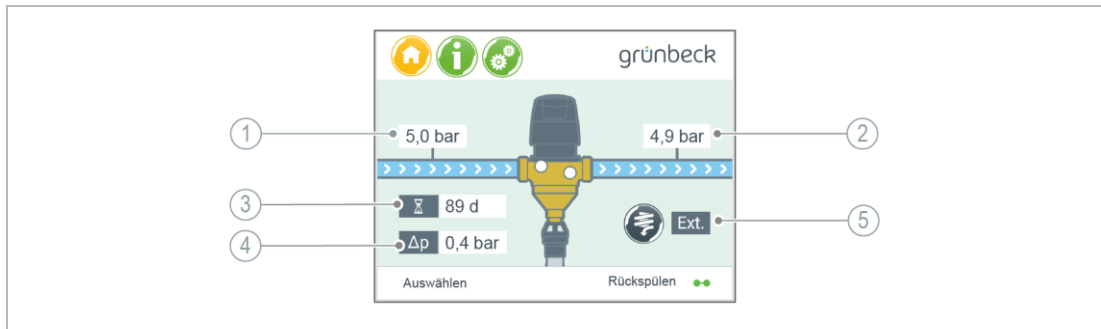 grünbeck
1
5,0 bar
4,9 bar
2
3
89 d
4
Δp
0,4 bar
Ext.
5
Auswählen
Rückspülen